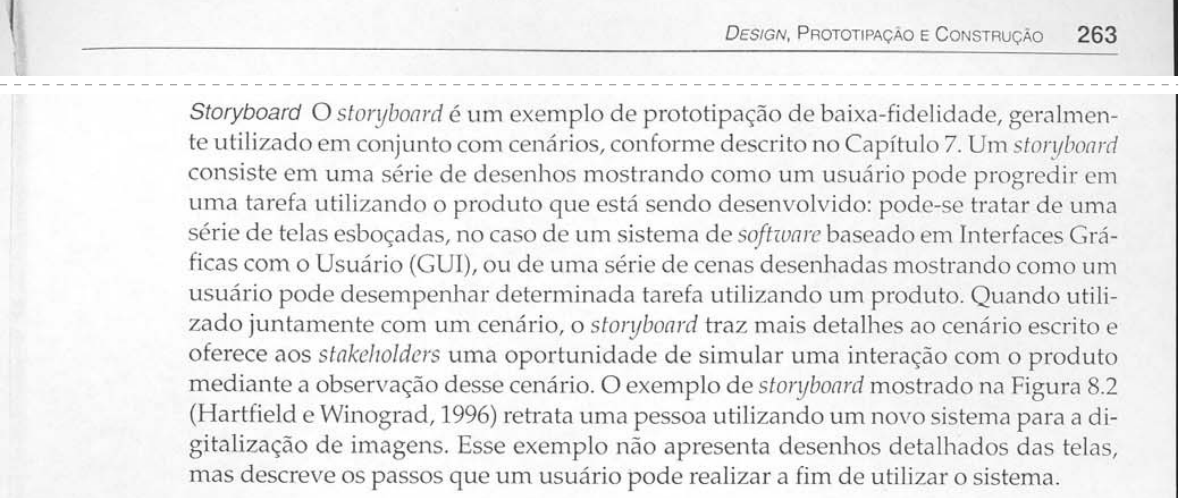 DESIGN, PROTOTIPAÇÃO E CONSTRUÇÃO 263
Storyboard O storyboard é um exemplo de prototipação de baixa-fidelidade, geralmen-
te utilizado em conjunto com cenários, conforme descrito no Capítulo 7. Um storyboard
consiste em uma série de desenhos mostrando como um usuário pode progredir em
uma tarefa utilizando o produto que está sendo desenvolvido: pode-se tratar de uma
série de telas esboçadas, no caso de um sistema de software baseado em Interfaces Grá-
ficas com o Usuário (GUI), ou de uma série de cenas desenhadas mostrando como um
usuário pode desempenhar determinada tarefa utilizando um produto. Quando utili-
zado juntamente com um cenário, o storyboard traz mais detalhes ao cenário escrito e
oferece aos stakeholders uma oportunidade de simular uma interação com o produto
mediante a observação desse cenário. O exemplo de storyboard mostrado na Figura 8.2
(Hartfield e Winograd, 1996) retrata uma pessoa utilizando um novo sistema para a di-
gitalização de imagens. Esse exemplo não apresenta desenhos detalhados das telas,
mas descreve os passos que um usuário pode realizar a fim de utilizar o sistema.